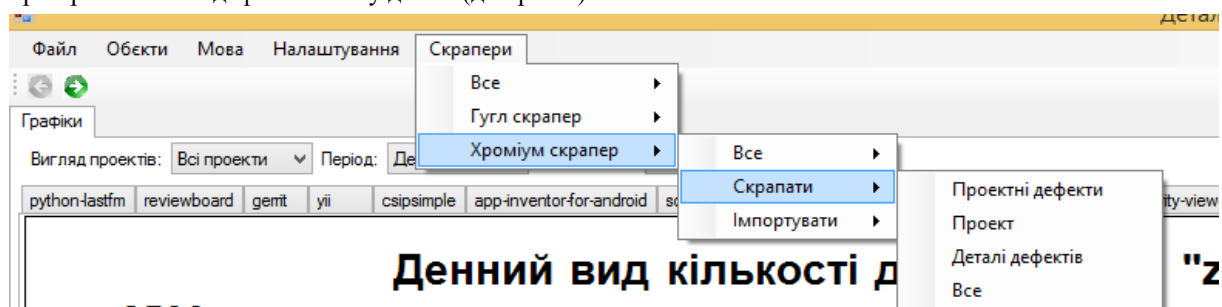 Файл Обєкти Мова Налаштування Скрапери
Все
Гугл скрапер
Хроміум скрапер
Графіки
Вигляд проектів: Всі проекти Період:
Все
Скрапати
Імпортувати
python-lastfm reviewboard gerrit yii csipsimple app-inventor-for-android
Проектні дефекти
Проект
Деталі дефектів
Все
Денний вид кількості